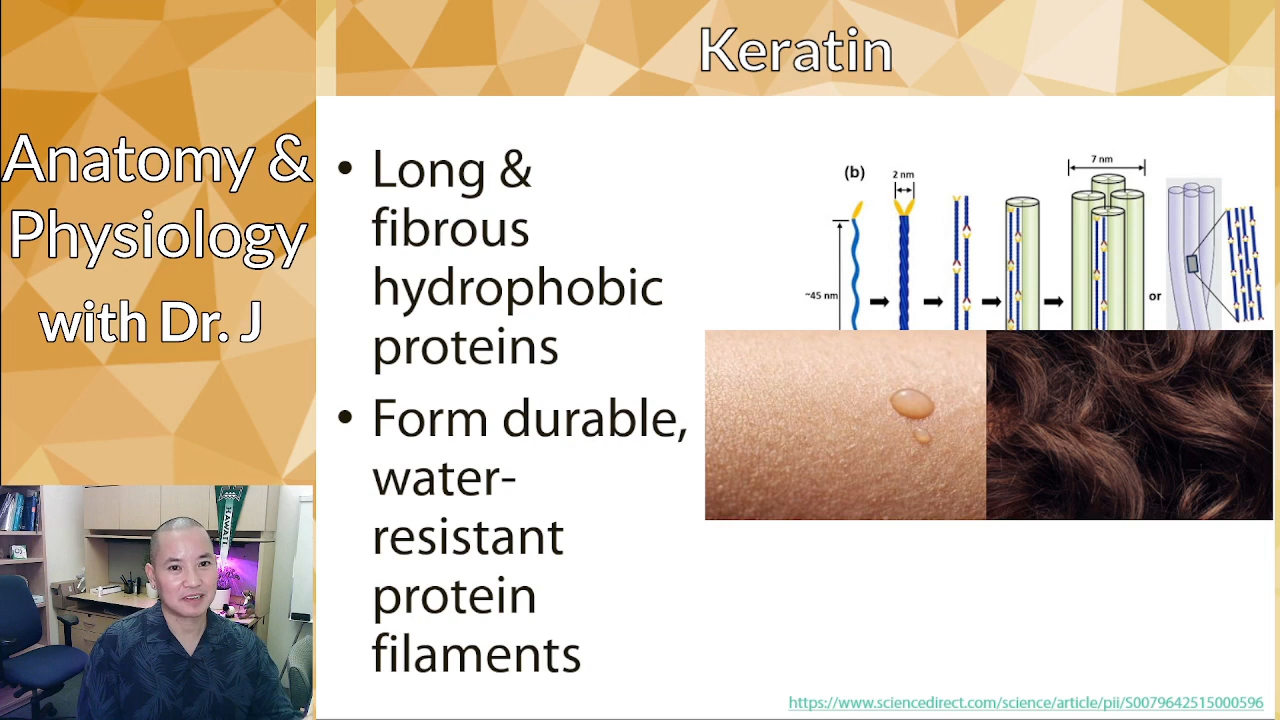 Keratin
Anatomy &
Physiology
with Dr. J
• Long &
fibrous
hydrophobic
proteins
• Form durable,
water-
resistant
protein
filaments
(b)
2 nm
7 nm
~45 nm
or
HAWAII
https://www.sciencedirect.com/science/article/pii/S0079642515000596